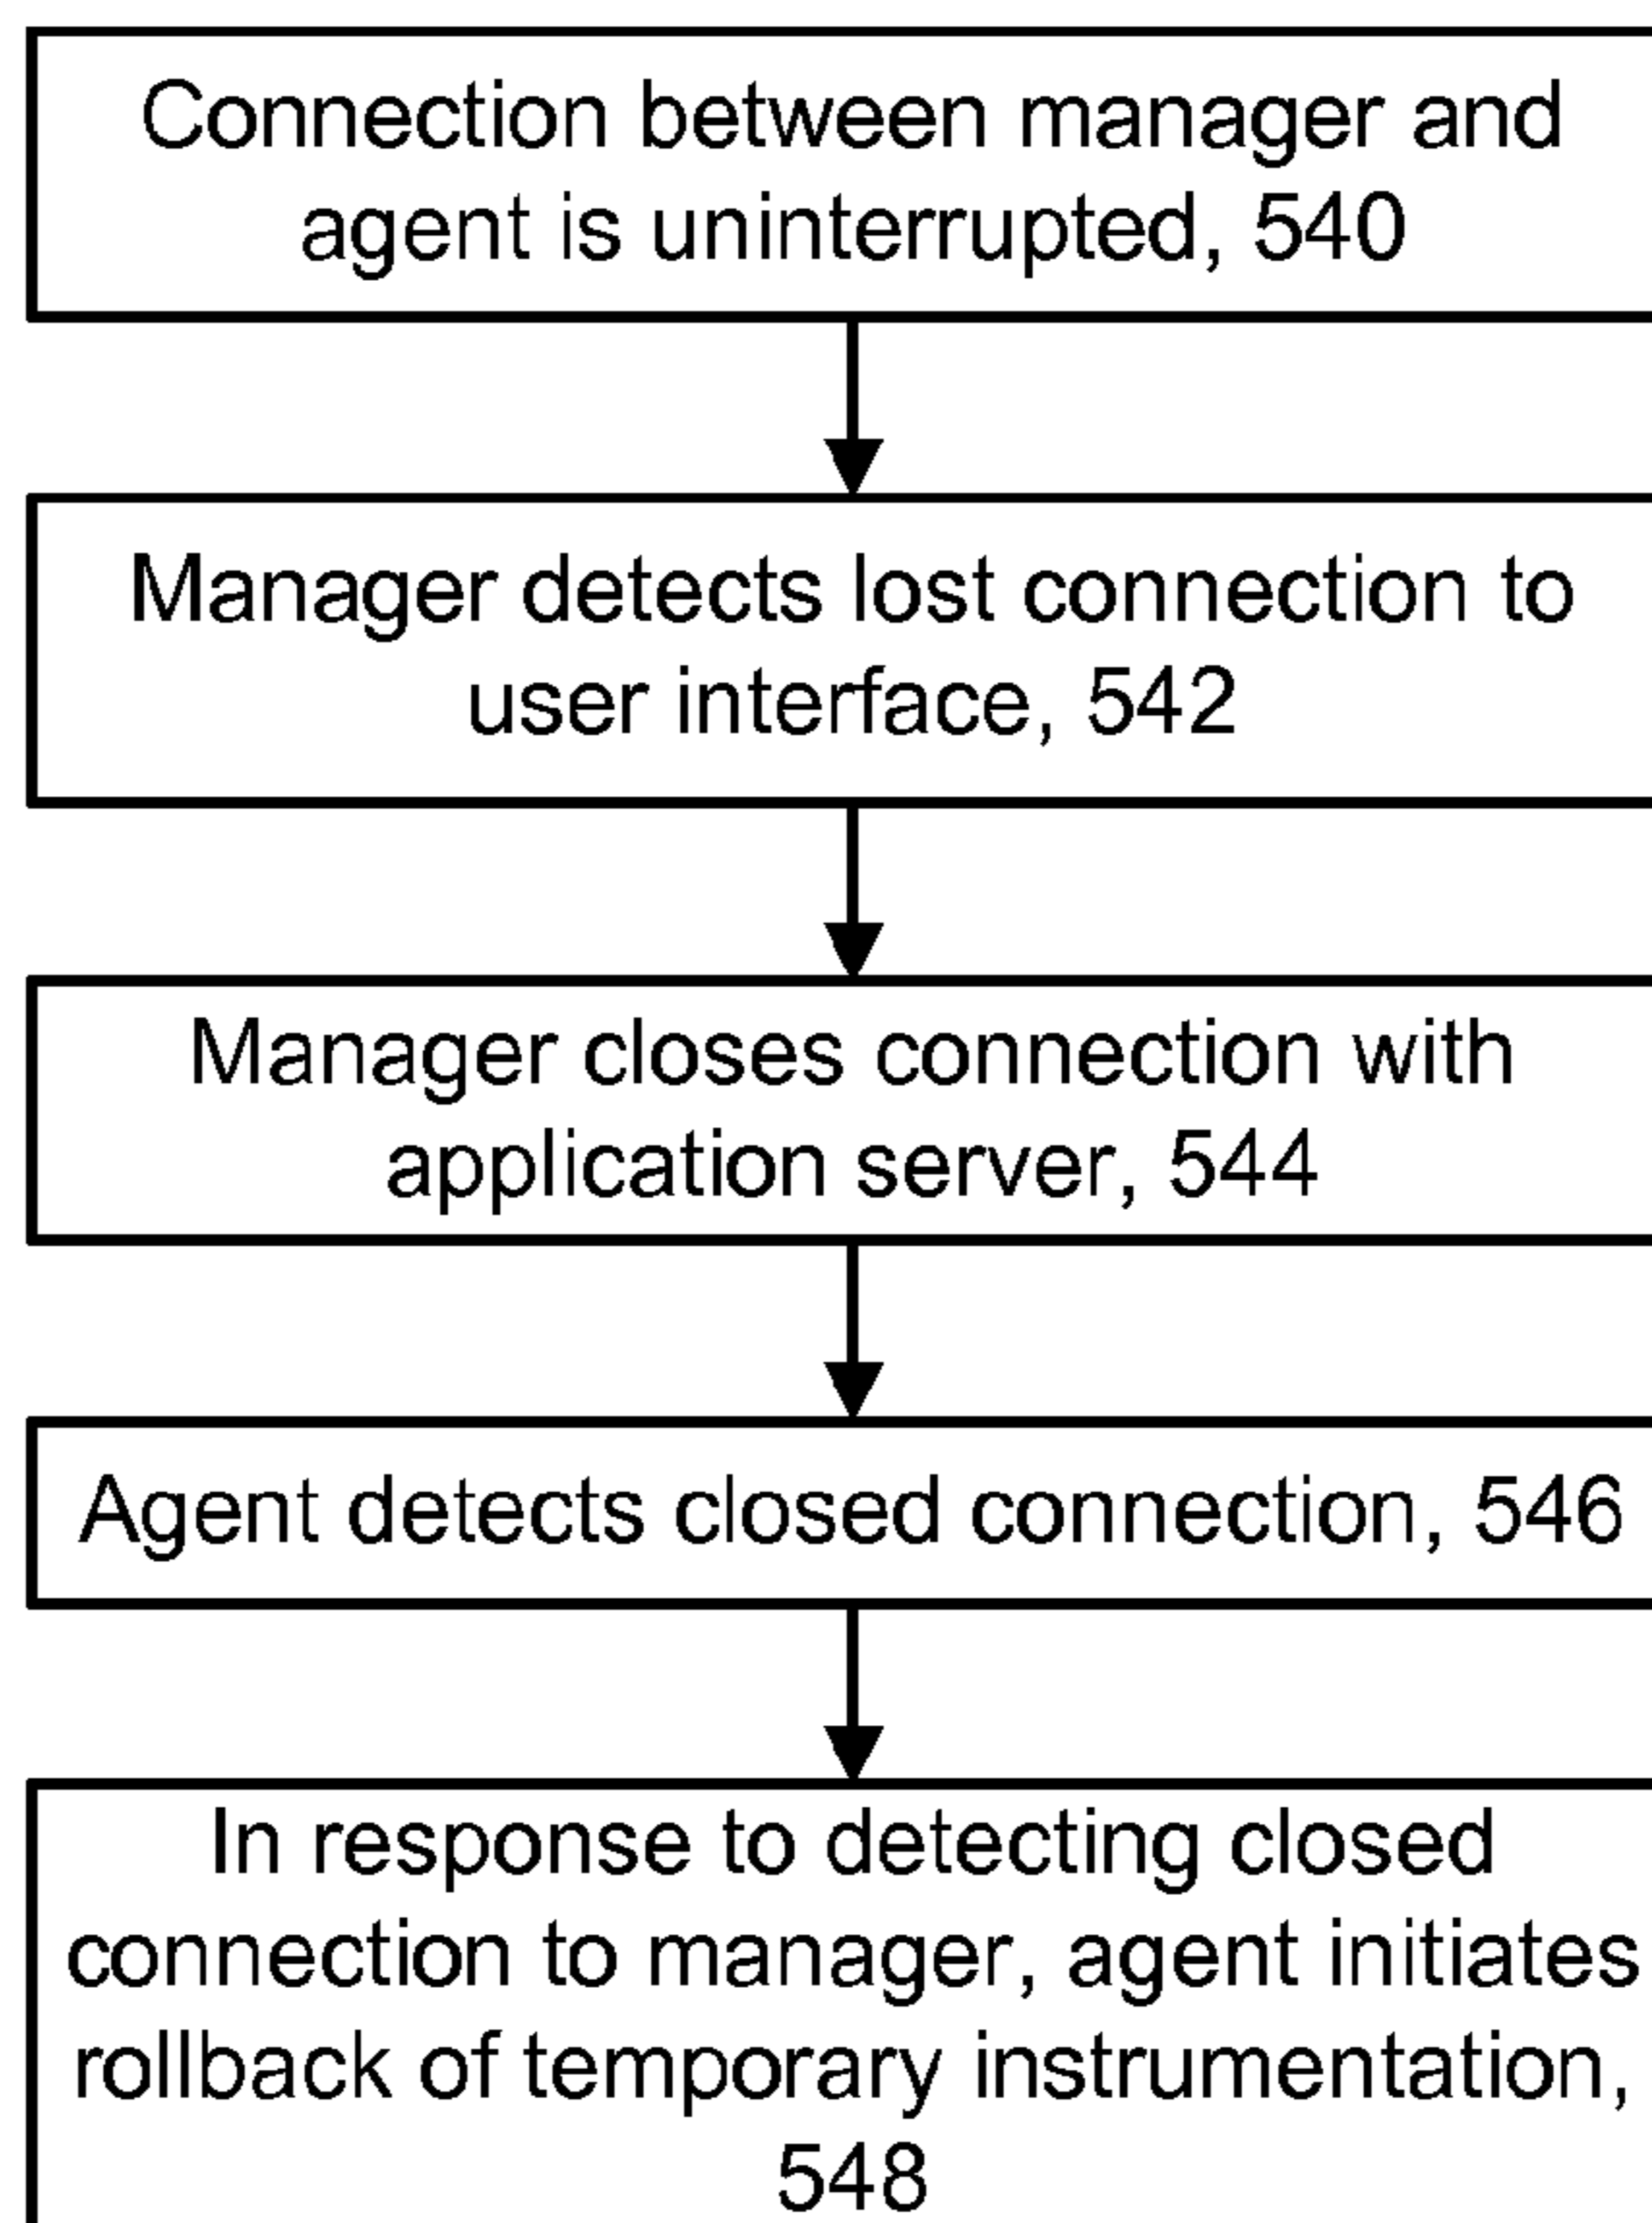 Connection between manager and
agent is uninterrupted, 540
Manager detects lost connection to
user interface, 542
Manager closes connection with
application server, 544
Agent detects closed connection, 546
In response to detecting closed
connection to manager, agent initiates
rollback of temporary instrumentation,
548